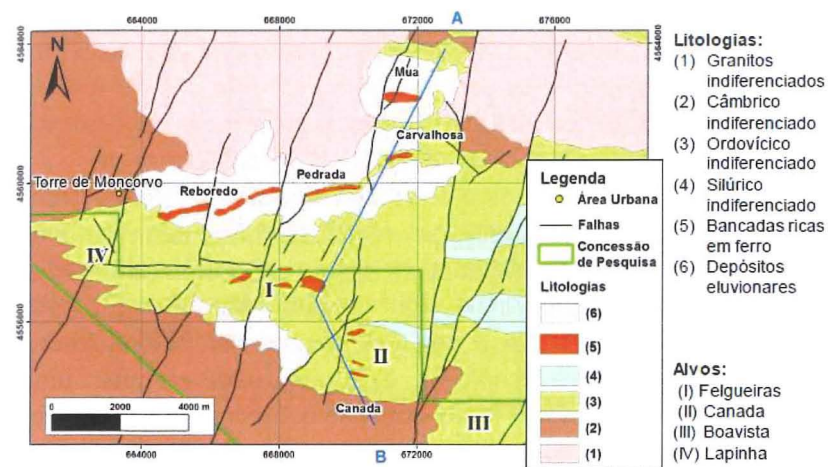 664000 668000 672000 A 676000
4564000
4564000
N
Mua
Carvalhosa
Torre de Moncorvo
4560000
Reboredo
Pedrada
IV
I
4556000
II
Canada
III
0 2000 4000 m
664000 668000 B 672000
Legenda
Área Urbana
Falhas
Concessão
de Pesquisa
Litologias
(6)
(5)
(4)
(3)
(2)
(1)
Litologias:
(1) Granitos
indiferenciados
(2) Câmbrico
indiferenciado
(3) Ordovícico
indiferenciado
(4) Silúrico
indiferenciado
(5) Bancadas ricas
em ferro
(6) Depósitos
eluvionares
Alvos:
(I) Felgueiras
(II) Canada
(III) Boavista
(IV) Lapinha